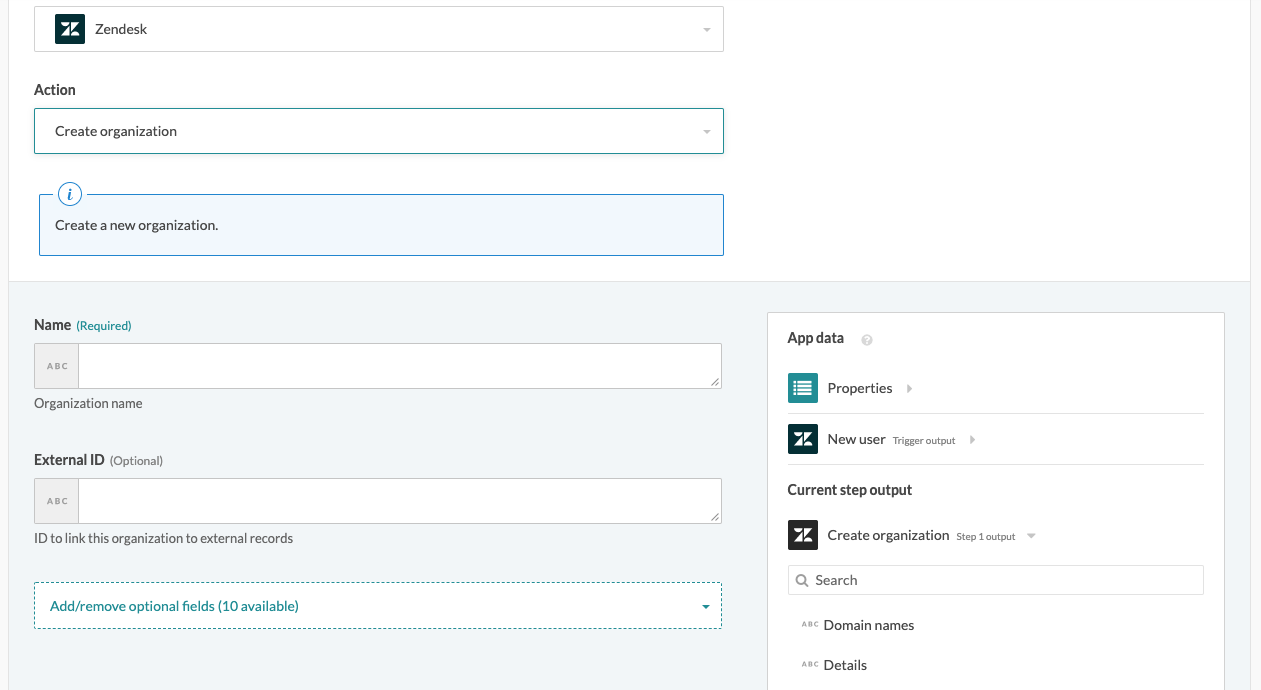 Zendesk
Action
Create organization
i
Create a new organization.
Name (Required)
ABC
Organization name
External ID (Optional)
ABC
ID to link this organization to external records
Add/remove optional fields (10 available)
App data ?
Properties
New user Trigger output
Current step output
Create organization Step 1 output
Search
ABC Domain names
ABC Details